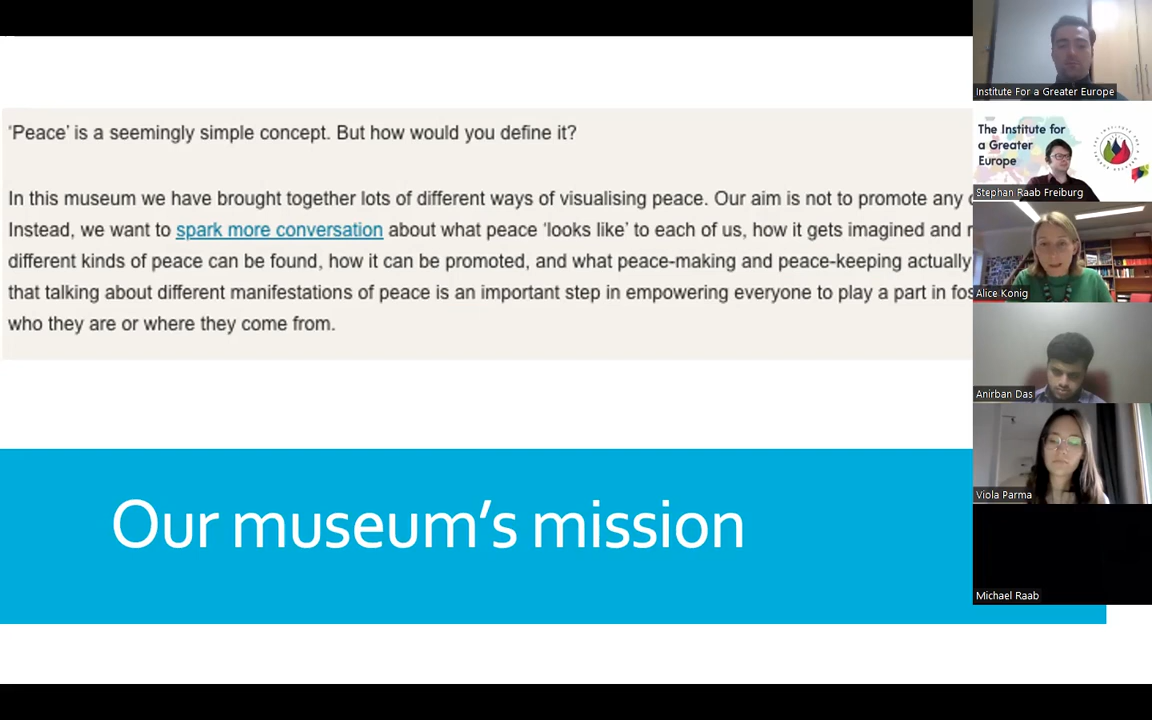 'Peace' is a seemingly simple concept. But how would you define it?
In this museum we have brought together lots of different ways of visualising peace. Our aim is not to promote any
Instead, we want to spark more conversation about what peace 'looks like' to each of us, how it gets imagined and
different kinds of peace can be found, how it can be promoted, and what peace-making and peace-keeping actually
that talking about different manifestations of peace is an important step in empowering everyone to play a part in fos
who they are or where they come from.
Our museum's mission
Institute For a Greater Europe
The Institute for
a Greater
Europe
Stephan Raab Freiburg
Alice Konig
Anirban Das
Viola Parma
Michael Raab